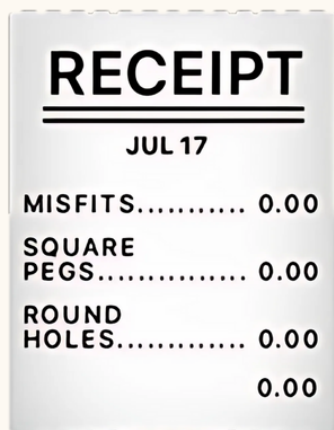 RECEIPT
JUL 17
MISFITS........... 0.00
SQUARE
PEGS.............. 0.00
ROUND
HOLES............. 0.00
0.00